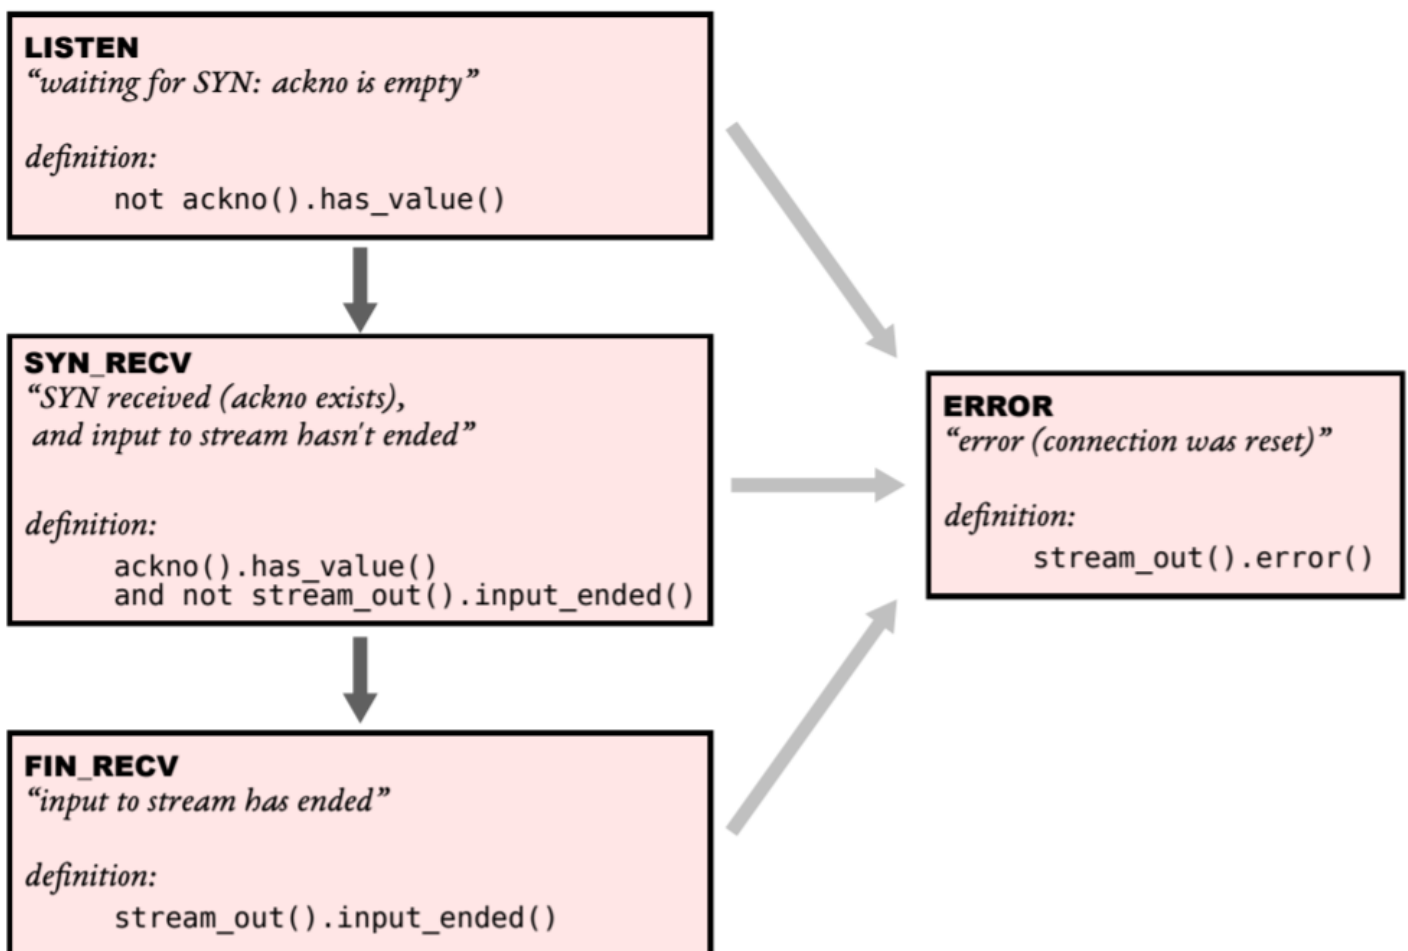 LISTEN
“waiting for SYN: ackno is empty”
definition:
not ackno().has_value()
SYN_RECV
“SYN received (ackno exists),
and input to stream hasn't ended”
definition:
ackno().has_value()
and not stream_out().input_ended()
FIN_RECV
“input to stream has ended”
definition:
stream_out().input_ended()
ERROR
“error (connection was reset)”
definition:
stream_out().error()